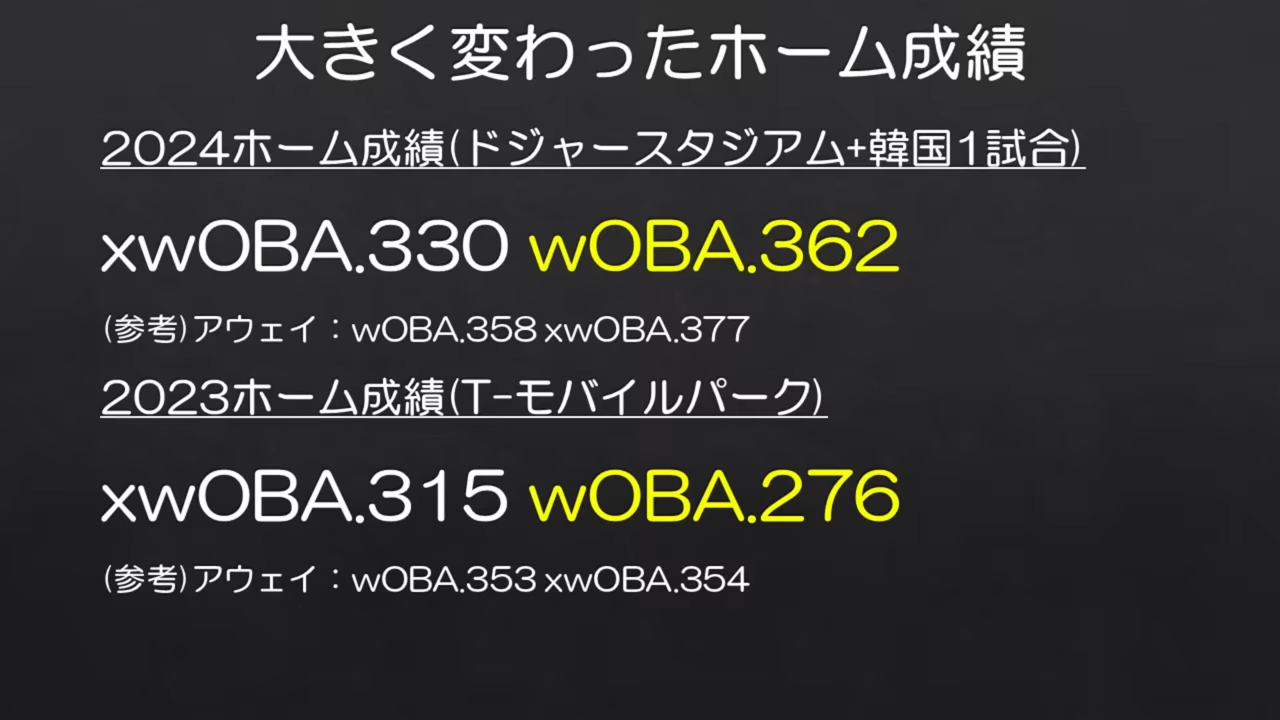 大きく変わったホーム成績
2024ホーム成績(ドジャースタジアム+韓国1試合)
xwOBA.330 wOBA.362
(参考)アウェイ：wOBA.358 xwOBA.377
2023ホーム成績(T-モバイルパーク)
xwOBA.315 wOBA.276
(参考)アウェイ：wOBA.353 xwOBA.354